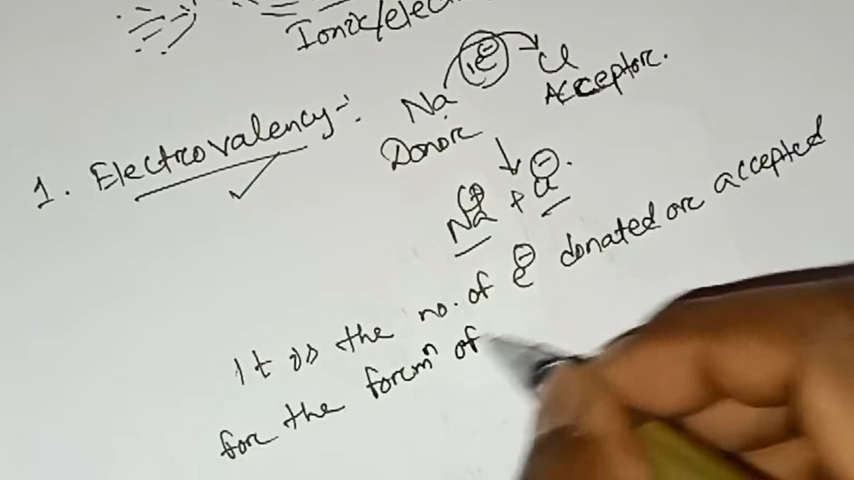 Ionic/elec
1. Electrovalency:-
Na 1e⊖ Cl
Donor Acceptor.
↓
Na⊕ + Cl⊖.
It is the no. of e⊖ donated or accepted
for the formn of